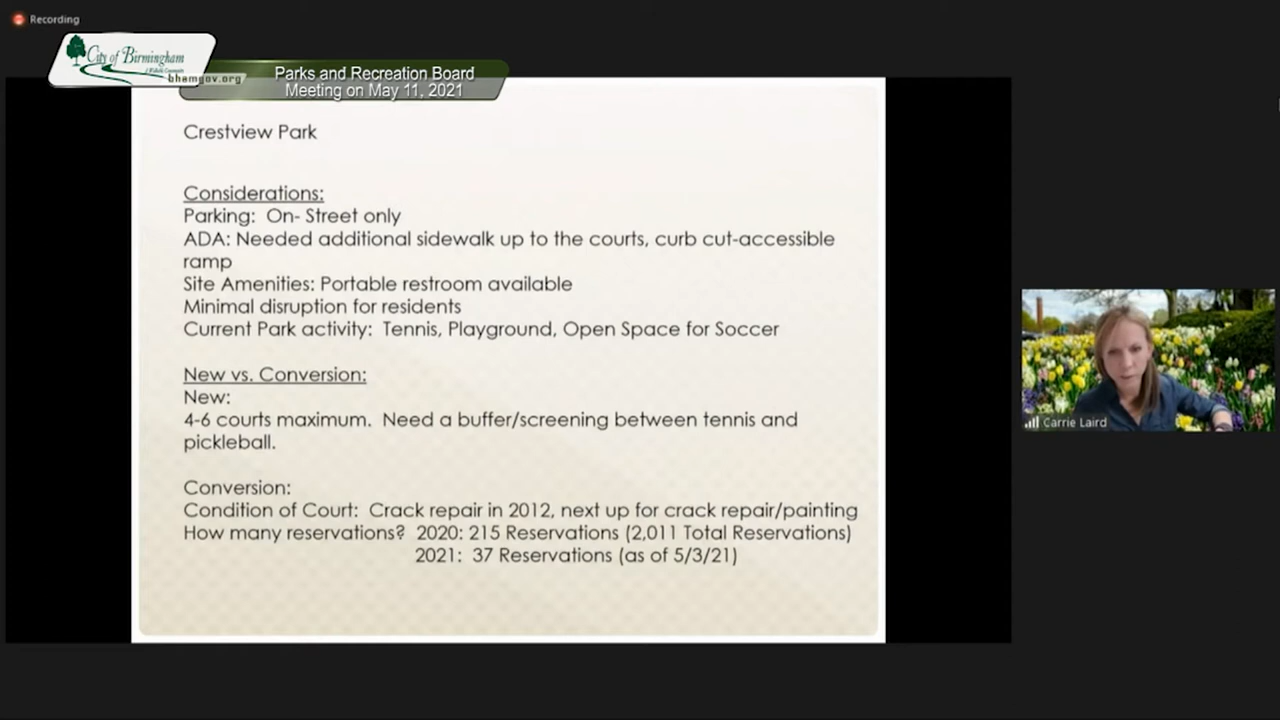 Recording
City of Birmingham
bhamgov.org
Parks and Recreation Board
Meeting on May 11, 2021
Crestview Park
Considerations:
Parking:  On- Street only
ADA: Needed additional sidewalk up to the courts, curb cut-accessible
ramp
Site Amenities: Portable restroom available
Minimal disruption for residents
Current Park activity:  Tennis, Playground, Open Space for Soccer
New vs. Conversion:
New:
4-6 courts maximum.  Need a buffer/screening between tennis and
pickleball.
Conversion:
Condition of Court:  Crack repair in 2012, next up for crack repair/painting
How many reservations?  2020: 215 Reservations (2,011 Total Reservations)
2021:  37 Reservations (as of 5/3/21)
Carrie Laird